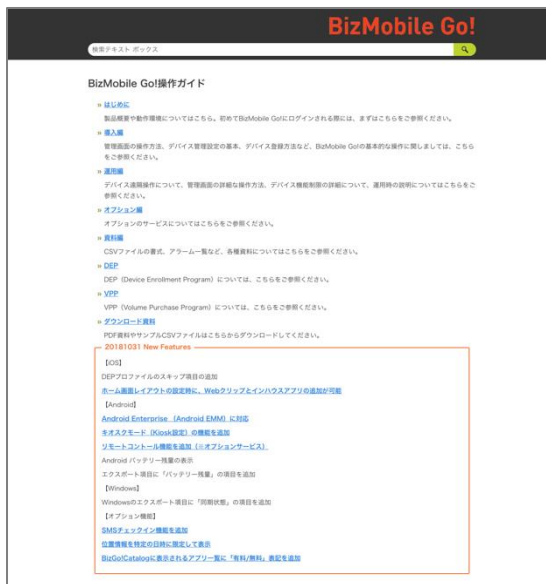 BizMobile Go!
検索テキスト ボックス
BizMobile Go!操作ガイド
» はじめに
製品概要や動作環境についてはこちら。初めてBizMobile Go!にログインされる際には、まずはこちらをご参照ください。
» 導入編
管理画面の操作方法、デバイス管理設定の基本、デバイス登録方法など、BizMobile Go!の基本的な操作に関しましては、こちら
をご参照ください。
» 運用編
デバイス遠隔操作について、管理画面の詳細な操作方法、デバイス機能制限の詳細について、運用時の説明についてはこちらをご
参照ください。
» オプション編
オプションのサービスについてはこちらをご参照ください。
» 資料編
CSVファイルの書式、アラーム一覧など、各種資料についてはこちらをご参照ください。
» DEP
DEP（Device Enrollment Program）については、こちらをご参照ください。
» VPP
VPP（Volume Purchase Program）については、こちらをご参照ください。
» ダウンロード資料
PDF資料やサンプルCSVファイルはこちらからダウンロードしてください。
20181031 New Features
【iOS】
DEPプロファイルのスキップ項目の追加
ホーム画面レイアウトの設定時に、Webクリップとインハウスアプリの追加が可能
【Android】
Android Enterprise （Android EMM）に対応
キオスクモード（Kiosk設定）の機能を追加
リモートコントロール機能を追加（※オプションサービス）
Android バッテリー残量の表示
エクスポート項目に「バッテリー残量」の項目を追加
【Windows】
Windowsのエクスポート項目に「同期状態」の項目を追加
【オプション機能】
SMSチェックイン機能を追加
位置情報を特定の日時に限定して表示
BizGo!Catalogに表示されるアプリ一覧に「有料/無料」表記を追加